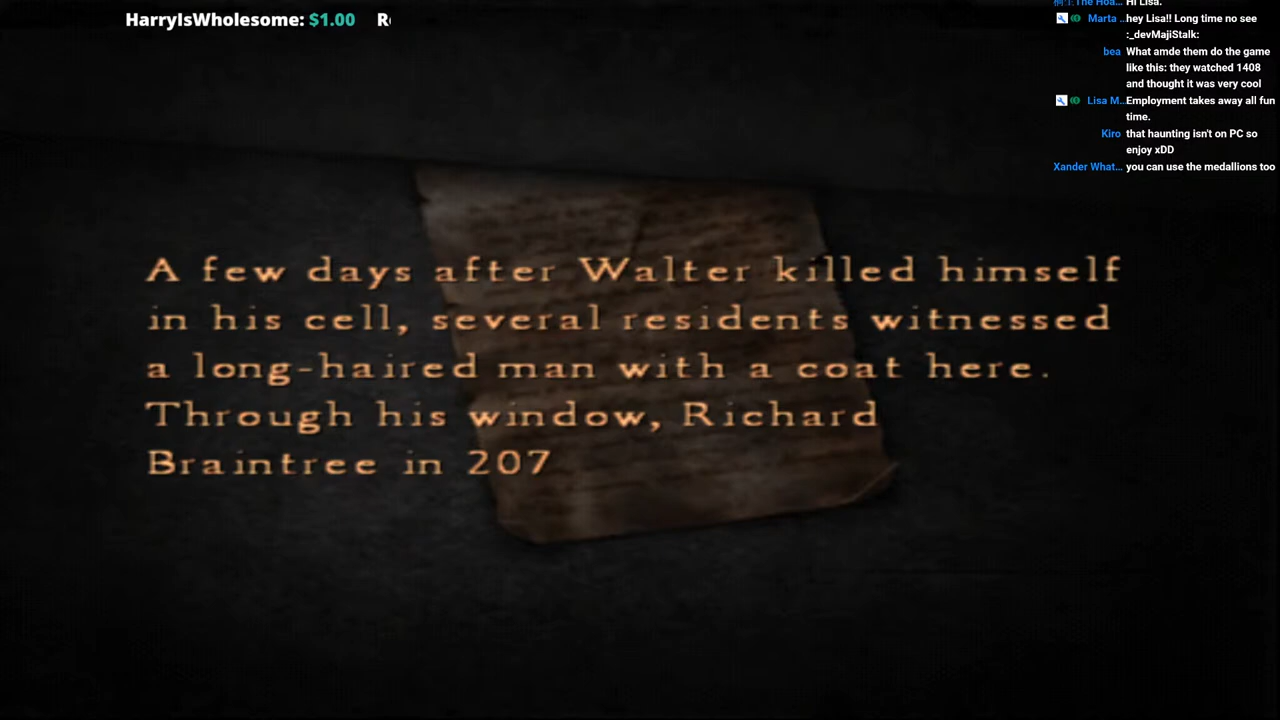 HarryIsWholesome: $1.00
Hi Lisa.
Marta ... hey Lisa!! Long time no see
:_devMajiStalk:
bea What amde them do the game
like this: they watched 1408
and thought it was very cool
Lisa M... Employment takes away all fun
time.
Kiro that haunting isn't on PC so
enjoy xDD
Xander What... you can use the medallions too
A few days after Walter killed himself
in his cell, several residents witnessed
a long-haired man with a coat here.
Through his window, Richard
Braintree in 207